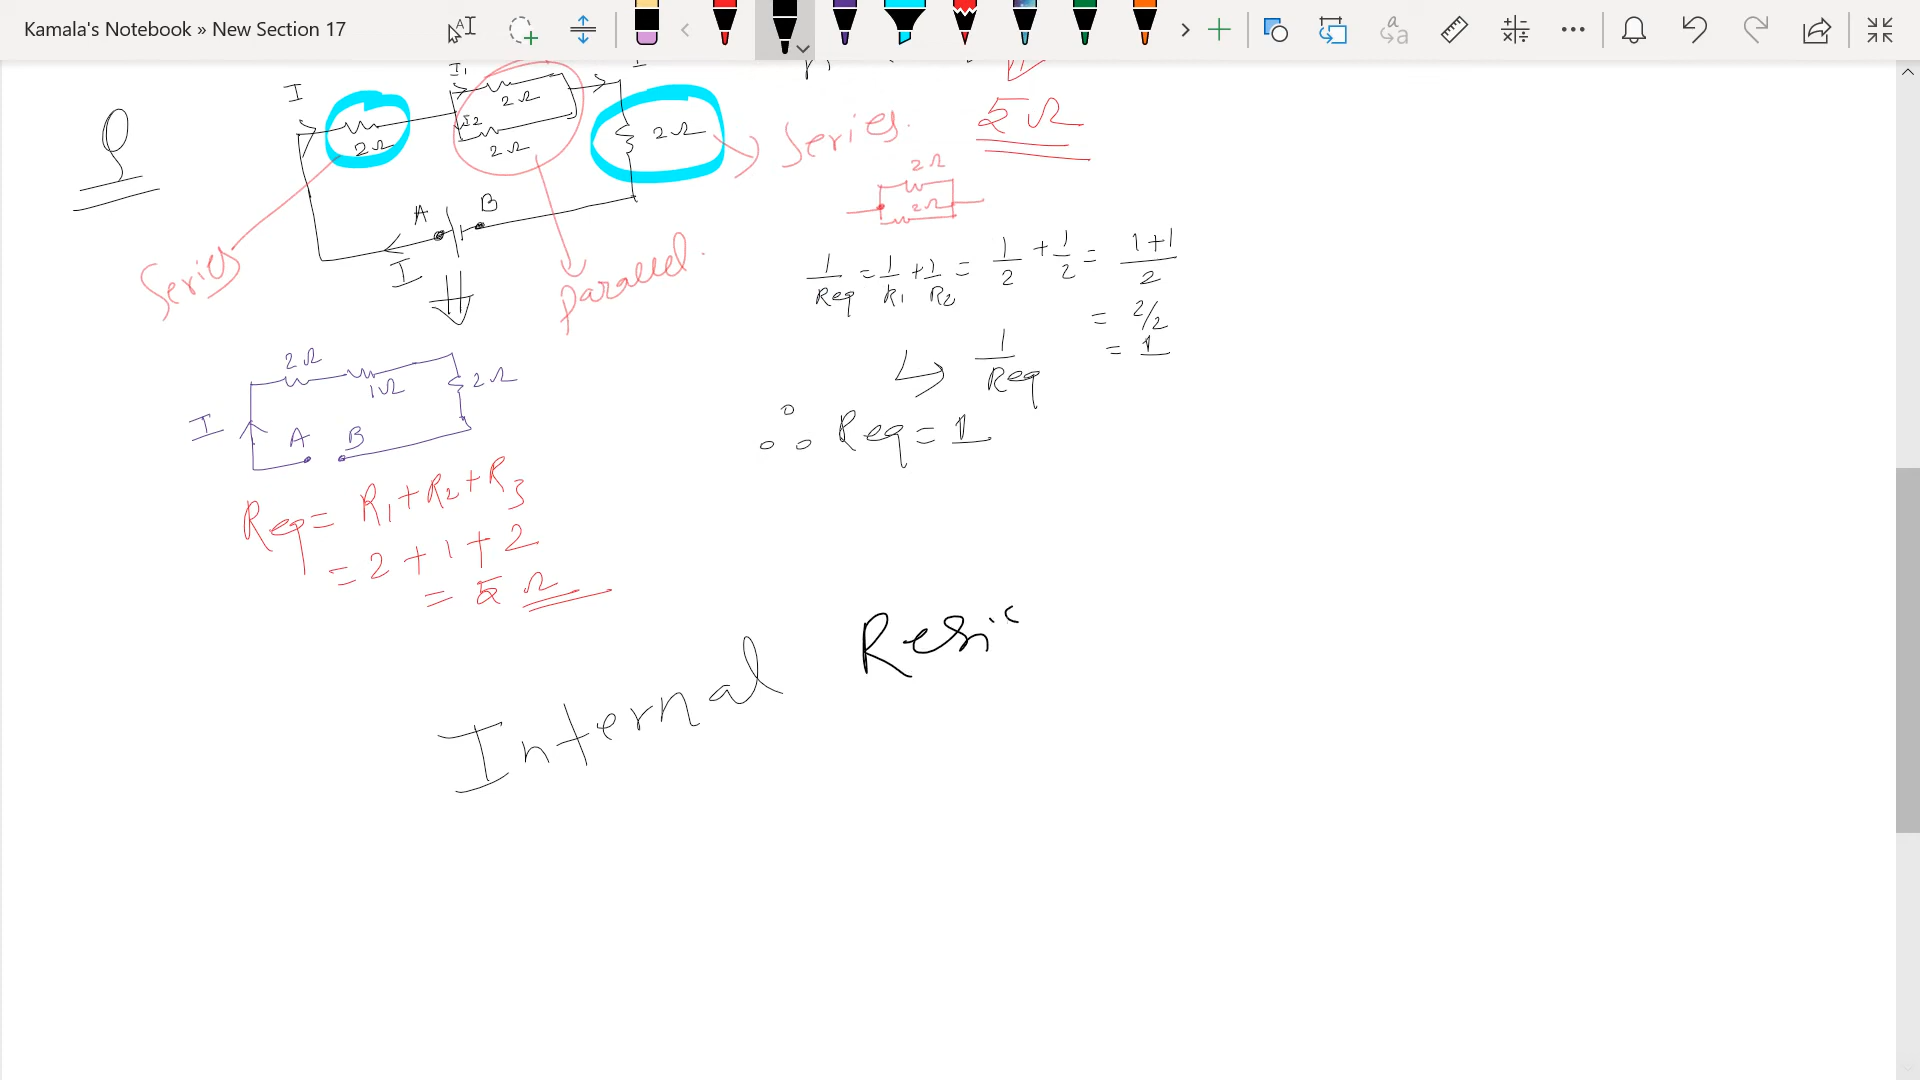 Kamala's Notebook » New Section 17
I
I1
2Ω
I2
2Ω
2Ω
2Ω
Series.
5Ω
2Ω
2Ω
A
B
I
Series
Parallel.
1/Req = 1/R1 + 1/R2 = 1/2 + 1/2 = 1+1/2
= 2/2
= 1
1/Req
∴ Req = 1
2Ω
1Ω
2Ω
I
A
B
Req = R1 + R2 + R3
= 2 + 1 + 2
= 5 Ω
Internal Resi